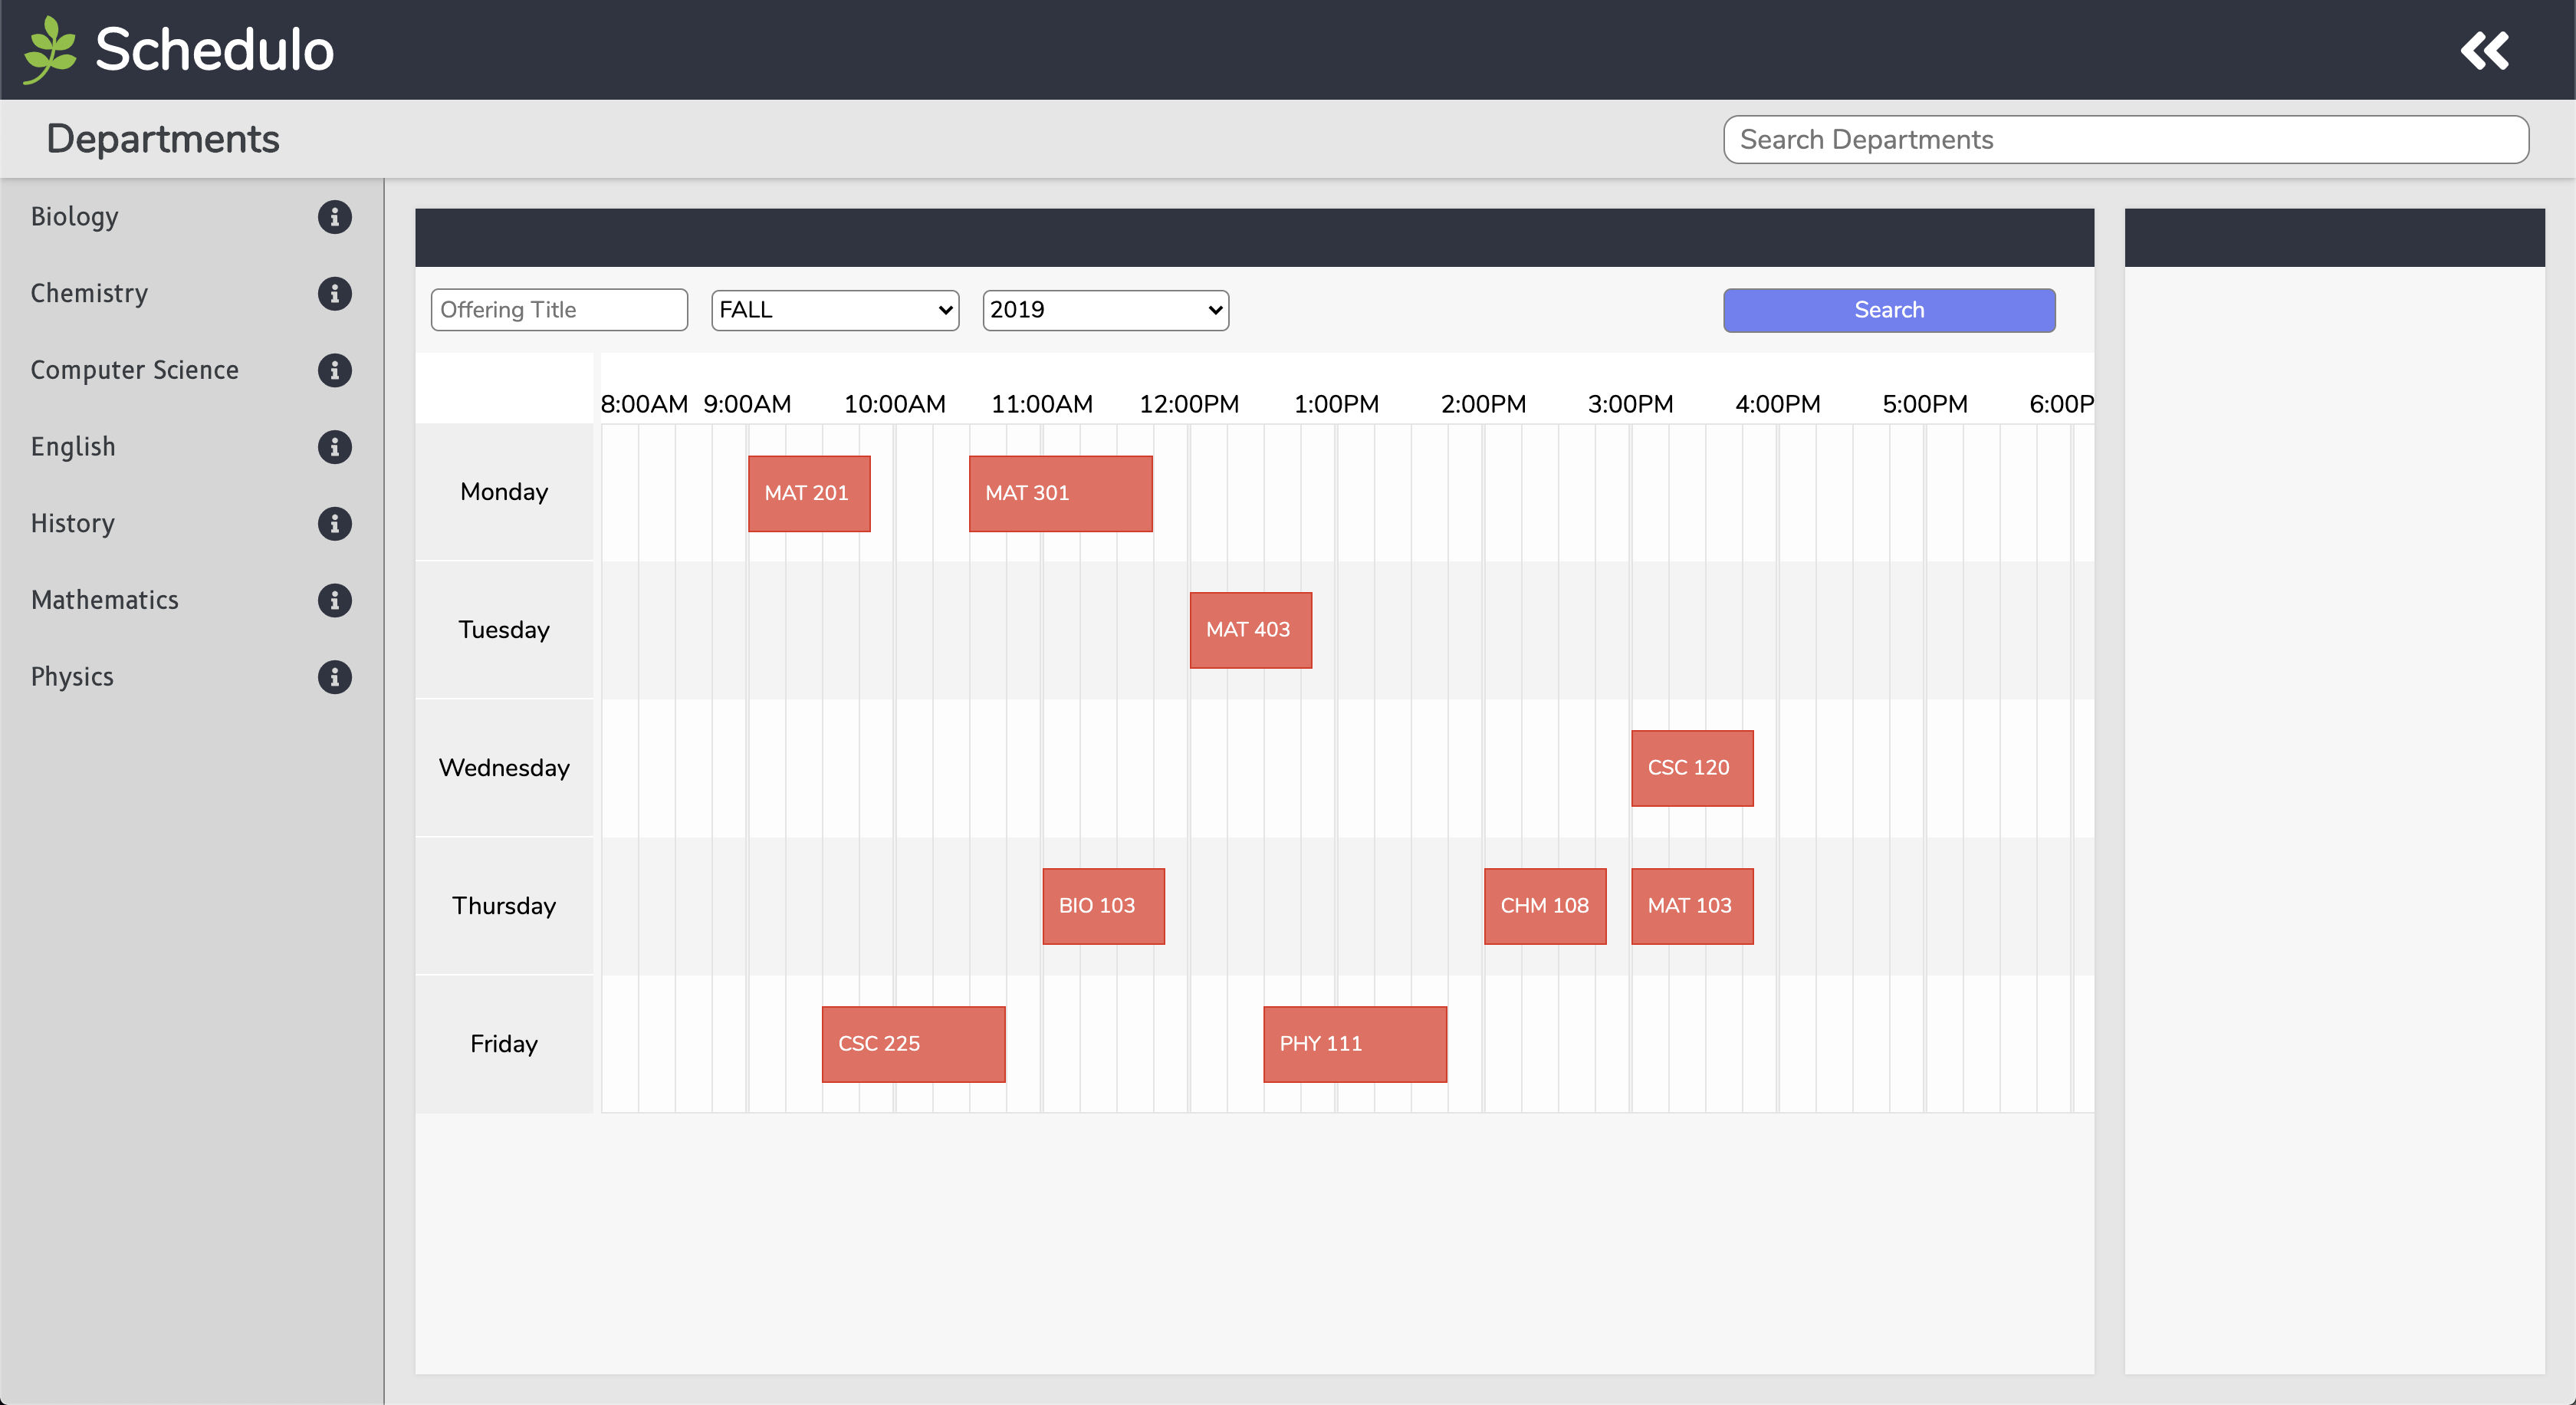 Schedulo
Departments
Search Departments
Biology
Chemistry
Computer Science
English
History
Mathematics
Physics
Offering Title
FALL
2019
Search
8:00AM 9:00AM 10:00AM 11:00AM 12:00PM 1:00PM 2:00PM 3:00PM 4:00PM 5:00PM 6:00P
Monday
MAT 201
MAT 301
Tuesday
MAT 403
Wednesday
CSC 120
Thursday
BIO 103
CHM 108
MAT 103
Friday
CSC 225
PHY 111